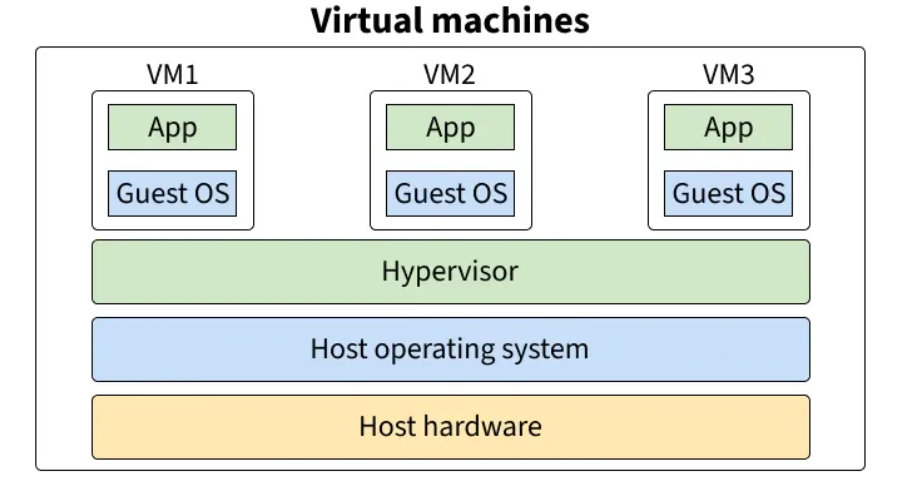 Virtual machines
VM1 VM2 VM3
App App App
Guest OS Guest OS Guest OS
Hypervisor
Host operating system
Host hardware